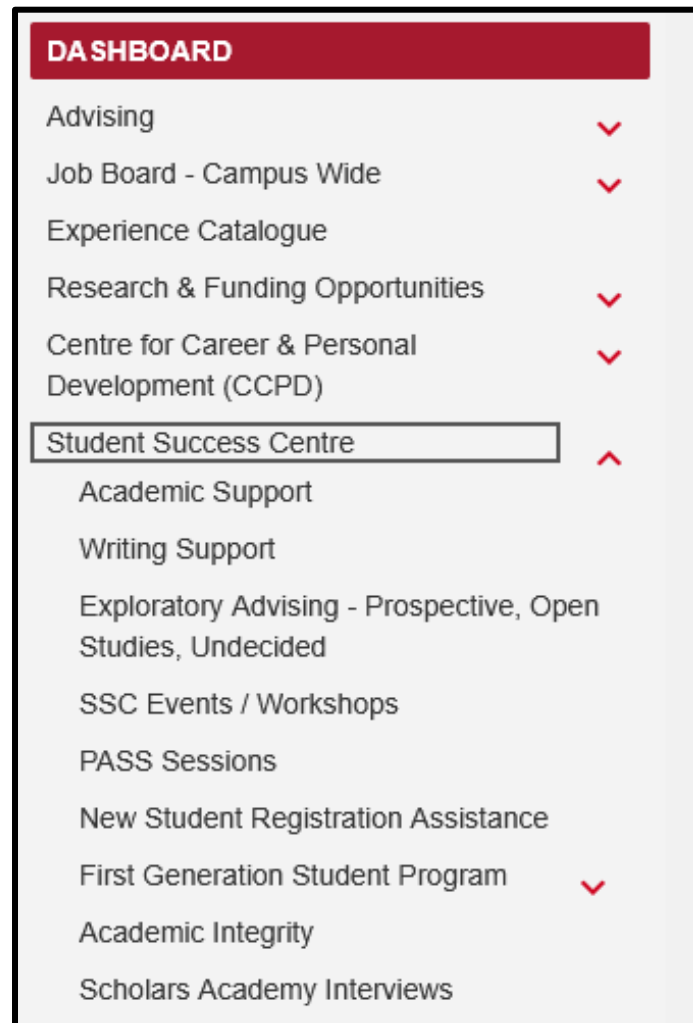 DASHBOARD
Advising
Job Board - Campus Wide
Experience Catalogue
Research & Funding Opportunities
Centre for Career & Personal
Development (CCPD)
Student Success Centre
Academic Support
Writing Support
Exploratory Advising - Prospective, Open
Studies, Undecided
SSC Events / Workshops
PASS Sessions
New Student Registration Assistance
First Generation Student Program
Academic Integrity
Scholars Academy Interviews